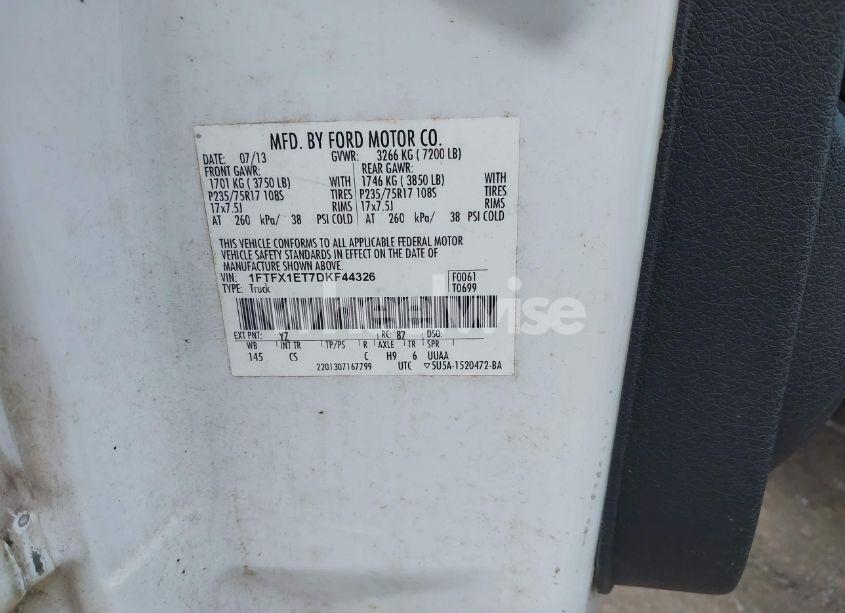 MFD. BY FORD MOTOR CO.
DATE: 07/13 GVWR: 3266 KG ( 7200 LB)
FRONT GAWR: REAR GAWR:
1701 KG ( 3750 LB) WITH 1746 KG ( 3850 LB) WITH
P235/75R17 108S TIRES P235/75R17 108S TIRES
17x7.5J RIMS 17x7.5J RIMS
AT 260 kPa/ 38 PSI COLD AT 260 kPa/ 38 PSI COLD
THIS VEHICLE CONFORMS TO ALL APPLICABLE FEDERAL MOTOR
VEHICLE SAFETY STANDARDS IN EFFECT ON THE DATE OF
MANUFACTURE SHOWN ABOVE.
VIN: 1FTFX1ET7DKF44326 F0061
TYPE: Truck T0699
wheelwise
EXT PNT: YZ RC: 87 DSO:
WB INT TR TP/PS R AXLE TR SPR
145 CS C H9 6 UUAA
2201307167799 UTC ▽5U5A-1520472-BA